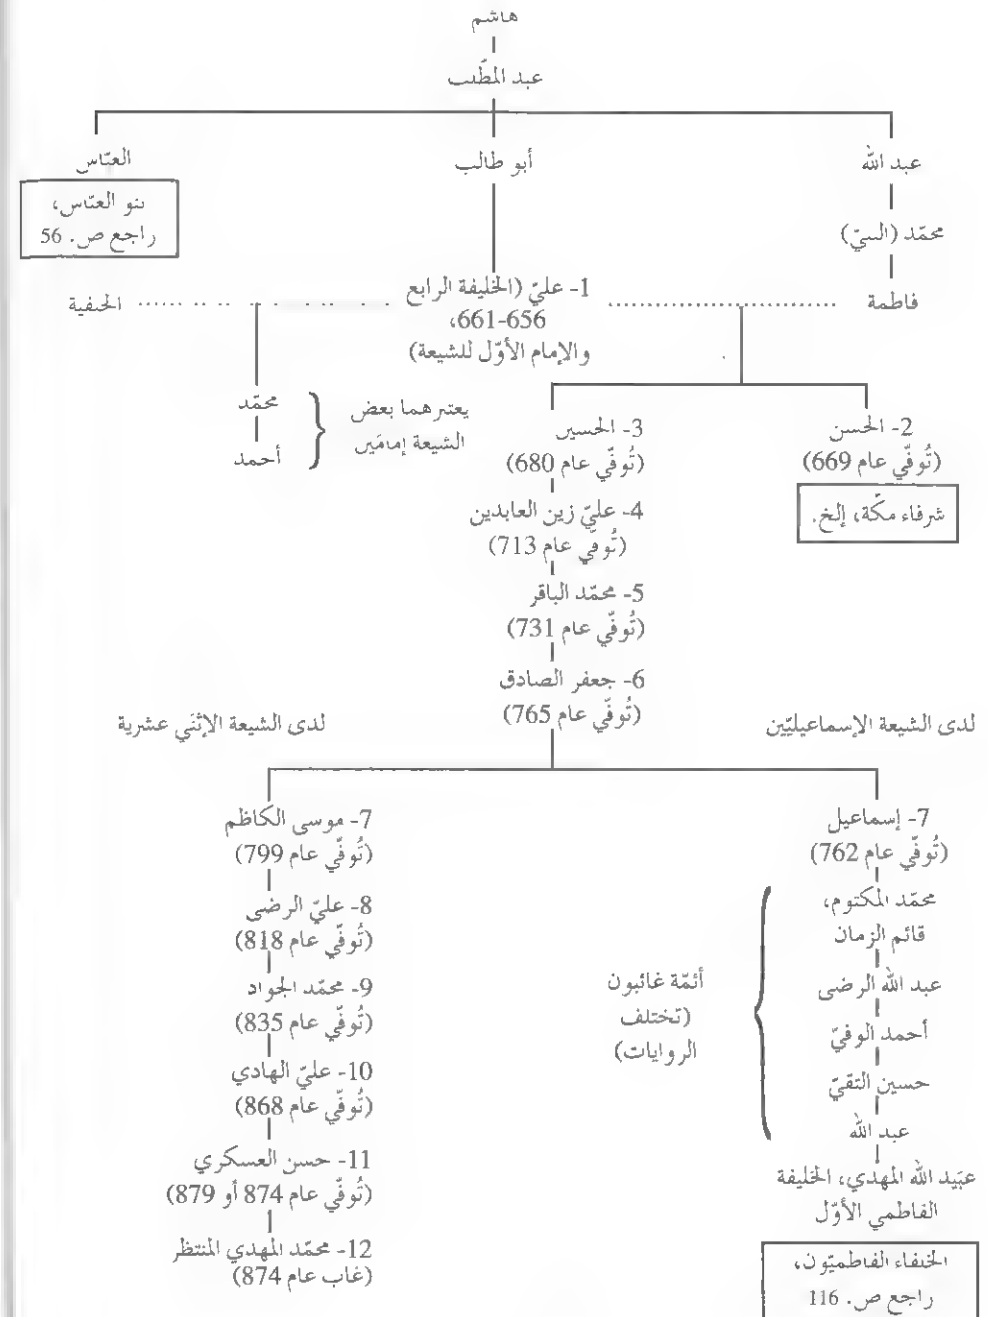 هاشم
عبد المطّلب
عبد الله
أبو طالب
العبّاس
بنو العبّاس،
راجع ص. 56
محمّد (النبيّ)
فاطمة
1- عليّ (الخليفة الرابع
656-661،
والإمام الأوّل للشيعة)
الحنفية
محمّد
أحمد
يعتبرهما بعض
الشيعة إمامَين
2- الحسن
(تُوفّي عام 669)
شرفاء مكّة، إلخ.
3- الحسين
(تُوفّي عام 680)
4- عليّ زين العابدين
(تُوفّي عام 713)
5- محمّد الباقر
(تُوفّي عام 731)
6- جعفر الصادق
(تُوفّي عام 765)
لدى الشيعة الإسماعيليّين
7- إسماعيل
(تُوفّي عام 762)
محمّد المكتوم،
قائم الزمان
عبد الله الرضى
أحمد الوفيّ
حسين التقيّ
عبد الله
أئمّة غائبون
(تختلف
الروايات)
عبَيد الله المهدي، الخليفة
الفاطمي الأوّل
الخلفاء الفاطميّون،
راجع ص. 116
لدى الشيعة الإثنَي عشرية
7- موسى الكاظم
(تُوفّي عام 799)
8- عليّ الرضى
(تُوفّي عام 818)
9- محمّد الجواد
(تُوفّي عام 835)
10- عليّ الهادي
(تُوفّي عام 868)
11- حسن العسكري
(تُوفّي عام 874 أو 879)
12- محمّد المهدي المنتظر
(غاب عام 874)